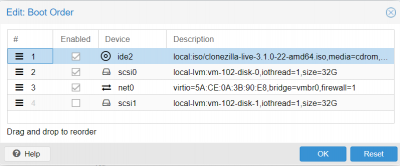 Edit: Boot Order
# Enabled Device Description
1 ide2 local:iso/clonezilla-live-3.1.0-22-amd64.iso,media=cdrom,...
2 scsi0 local-lvm:vm-102-disk-0,iothread=1,size=32G
3 net0 virtio=5A:CE:0A:3B:90:E8,bridge=vmbr0,firewall=1
4 scsi1 local-lvm:vm-102-disk-1,iothread=1,size=32G
Drag and drop to reorder
Help OK Reset